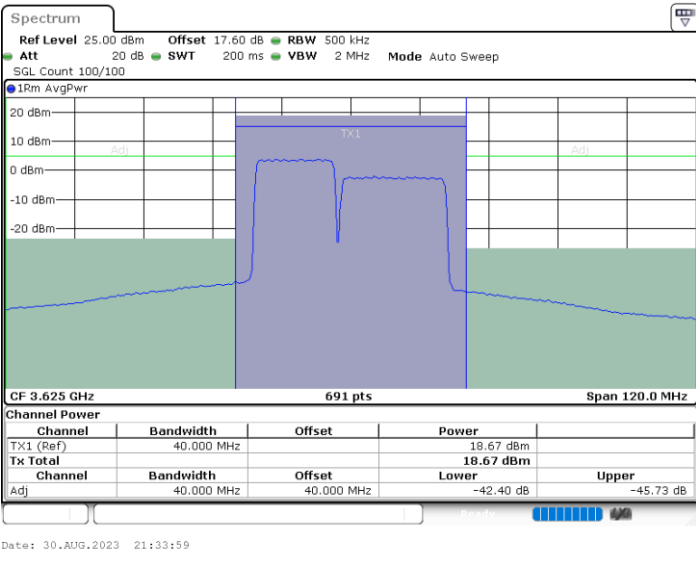 Spectrum
Ref Level 25.00 dBm Offset 17.60 dB RBW 500 kHz
Att 20 dB SWT 200 ms VBW 2 MHz Mode Auto Sweep
SGL Count 100/100
1Rm AvgPwr
20 dBm
TX1
10 dBm
Adj Adj
0 dBm
-10 dBm
-20 dBm
CF 3.625 GHz 691 pts Span 120.0 MHz
Channel Power
Channel Bandwidth Offset Power
TX1 (Ref) 40.000 MHz 18.67 dBm
Tx Total 18.67 dBm
Channel Bandwidth Offset Lower Upper
Adj 40.000 MHz 40.000 MHz -42.40 dB -45.73 dB
Ready
Date: 30.AUG.2023 21:33:59